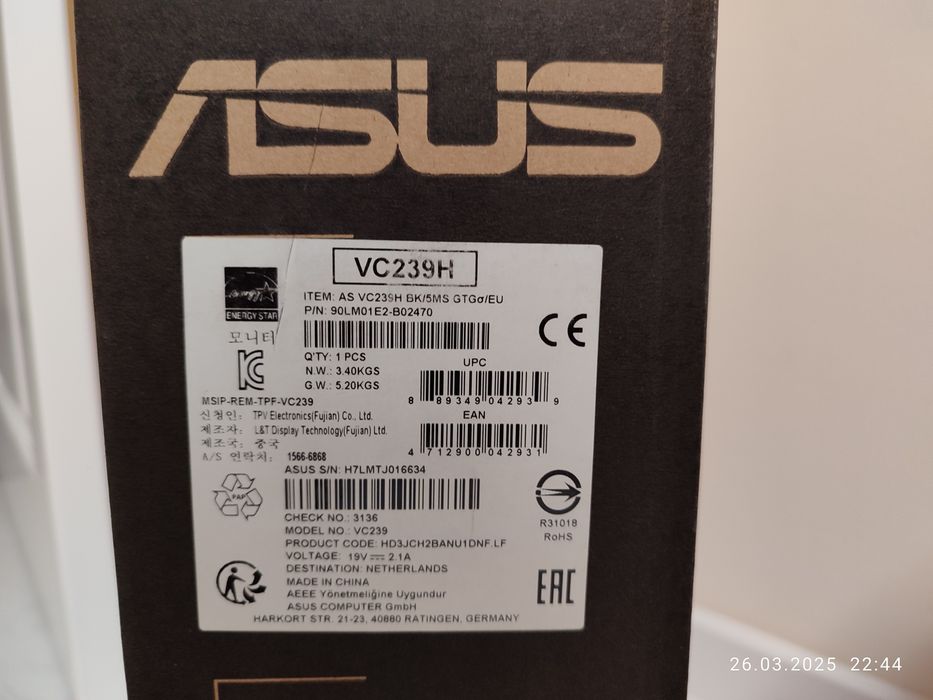 ASUS
VC239H
ENERGY STAR
ITEM: AS VC239H BK/5MS GTGσ/EU
P/N: 90LM01E2-B02470
모니터
Q'TY: 1 PCS
N.W.: 3.40KGS
G.W.: 5.20KGS
CE
UPC
8 89349 04293 9
MSIP-REM-TPF-VC239
신청인: TPV Electronics(Fujian) Co., Ltd.
제조자: L&T Display Technology(Fujian) Ltd.
제조국: 중국
A/S 연락처: 1566-6868
EAN
4 712900 042931
ASUS S/N: H7LMTJ016634
PAP
CHECK NO.: 3136
MODEL NO.: VC239
PRODUCT CODE: HD3JCH2BANU1DNF.LF
VOLTAGE: 19V 2.1A
DESTINATION: NETHERLANDS
MADE IN CHINA
AEEE Yönetmeliğine Uygundur
ASUS COMPUTER GmbH
HARKORT STR. 21-23, 40880 RATINGEN, GERMANY
R31018
RoHS
EAC
26.03.2025 22:44